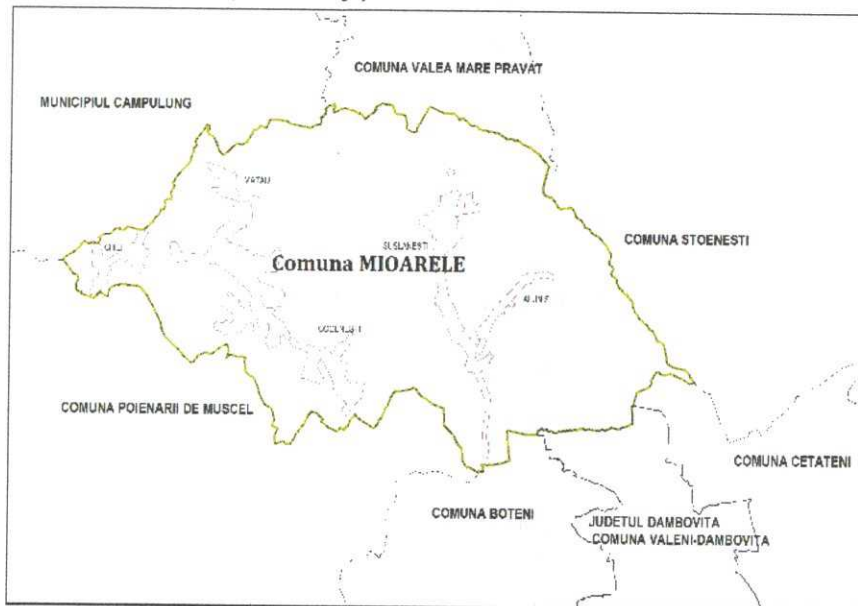 COMUNA VALEA MARE PRAVAT
MUNICIPIUL CAMPULUNG
COMUNA STOENESTI
Comuna MIOARELE
COMUNA POIENARII DE MUSCEL
COMUNA CETATENI
COMUNA BOTENI
JUDETUL DAMBOVITA
COMUNA VALENI-DAMBOVITA